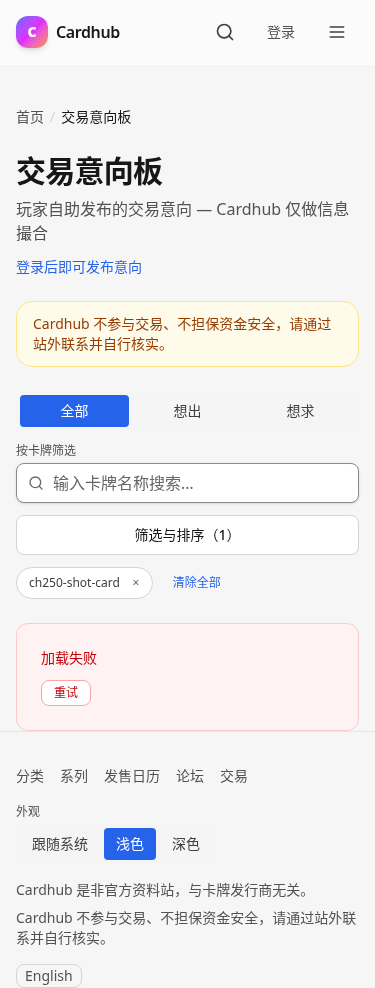 C Cardhub 登录
首页 / 交易意向板
交易意向板
玩家自助发布的交易意向 — Cardhub 仅做信息
撮合
登录后即可发布意向
Cardhub 不参与交易、不担保资金安全，请通过
站外联系并自行核实。
全部 想出 想求
按卡牌筛选
输入卡牌名称搜索...
筛选与排序（1）
ch250-shot-card × 清除全部
加载失败
重试
分类 系列 发售日历 论坛 交易
外观
跟随系统 浅色 深色
Cardhub 是非官方资料站，与卡牌发行商无关。
Cardhub 不参与交易、不担保资金安全，请通过站外联
系并自行核实。
English